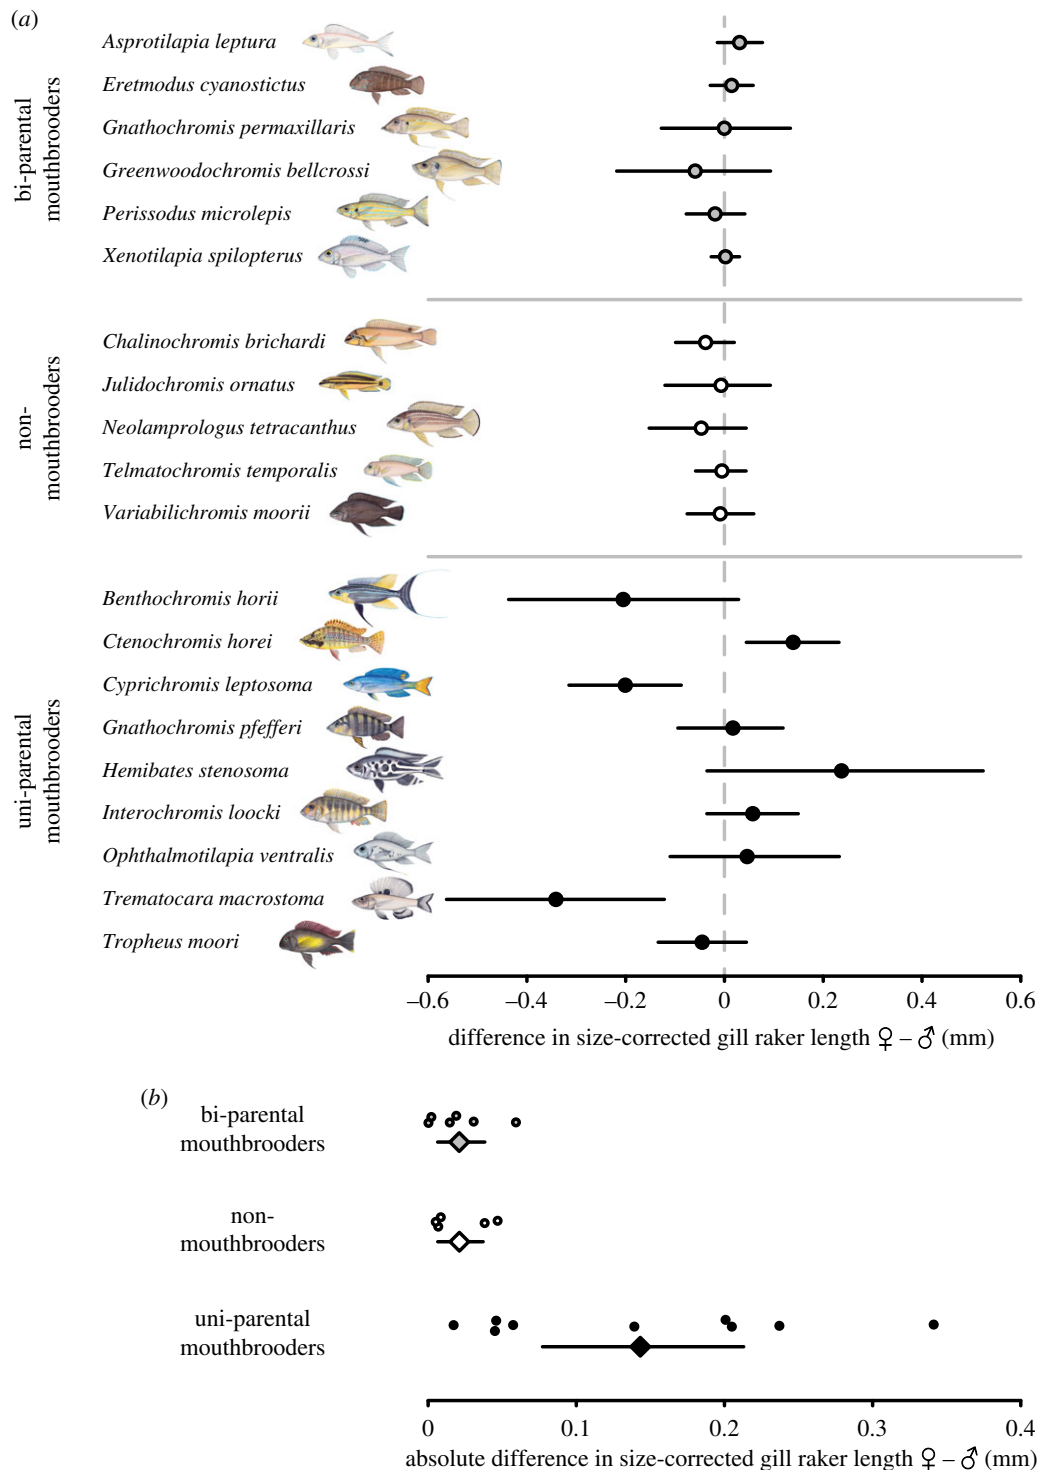 (a)
bi-parental
mouthbrooders
Asprotilapia leptura
Eretmodus cyanostictus
Gnathochromis permaxillaris
Greenwoodochromis bellcrossi
Perissodus microlepis
Xenotilapia spilopterus
non-
mouthbrooders
Chalinochromis brichardi
Julidochromis ornatus
Neolamprologus tetracanthus
Telmatochromis temporalis
Variabilichromis moorii
uni-parental
mouthbrooders
Benthochromis horii
Ctenochromis horei
Cyprichromis leptosoma
Gnathochromis pfefferi
Hemibates stenosoma
Interochromis loocki
Ophthalmotilapia ventralis
Trematocara macrostoma
Tropheus moori
–0.6 –0.4 –0.2 0 0.2 0.4 0.6
difference in size-corrected gill raker length ♀ – ♂ (mm)
(b)
bi-parental
mouthbrooders
non-
mouthbrooders
uni-parental
mouthbrooders
0 0.1 0.2 0.3 0.4
absolute difference in size-corrected gill raker length ♀ – ♂ (mm)